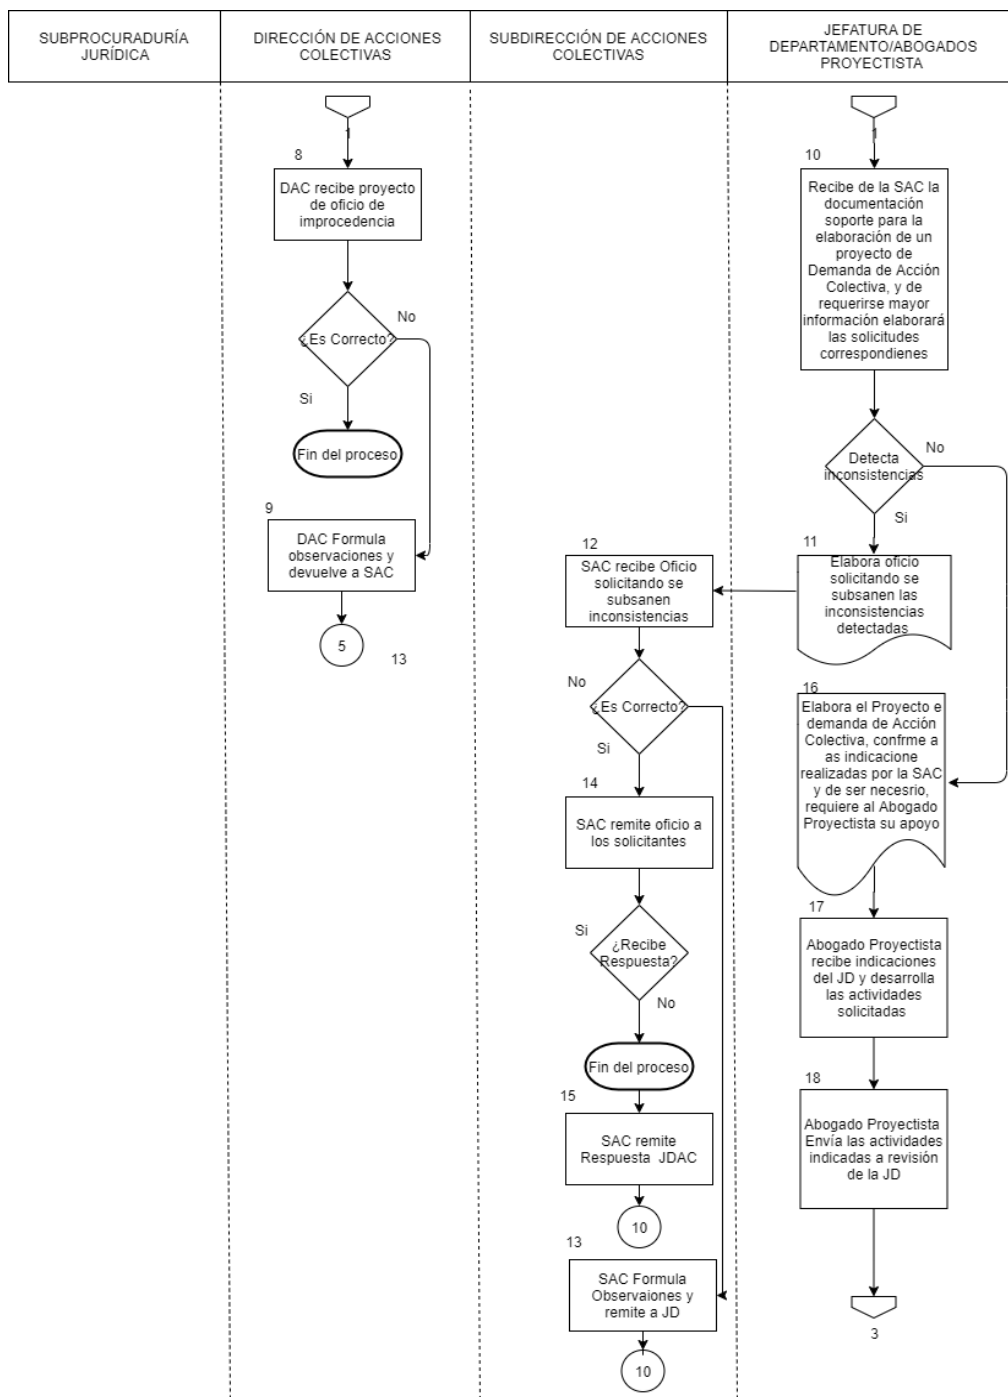 SUBPROCURADURÍA
JURÍDICA
DIRECCIÓN DE ACCIONES
COLECTIVAS
SUBDIRECCIÓN DE ACCIONES
COLECTIVAS
JEFATURA DE
DEPARTAMENTO/ABOGADOS
PROYECTISTA
1
8
DAC recibe proyecto
de oficio de
improcedencia
¿Es Correcto?
No
Si
Fin del proceso
9
DAC Formula
observaciones y
devuelve a SAC
5
13
12
SAC recibe Oficio
solicitando se
subsanen
inconsistencias
No
¿Es Correcto?
Si
14
SAC remite oficio a
los solicitantes
Si
¿Recibe
Respuesta?
No
Fin del proceso
15
SAC remite
Respuesta JDAC
10
13
SAC Formula
Observaiones y
remite a JD
10
1
10
Recibe de la SAC la
documentación
soporte para la
elaboración de un
proyecto de
Demanda de Acción
Colectiva, y de
requerirse mayor
información elaborará
las solicitudes
correspondienes
Detecta
inconsistencias
No
Si
11
Elabora oficio
solicitando se
subsanen las
inconsistencias
detectadas
16
Elabora el Proyecto e
demanda de Acción
Colectiva, confrme a
as indicacione
realizadas por la SAC
y de ser necesrio,
requiere al Abogado
Proyectista su apoyo
17
Abogado Proyectista
recibe indicaciones
del JD y desarrolla
las actividades
solicitadas
18
Abogado Proyectista
Envía las actividades
indicadas a revisión
de la JD
3